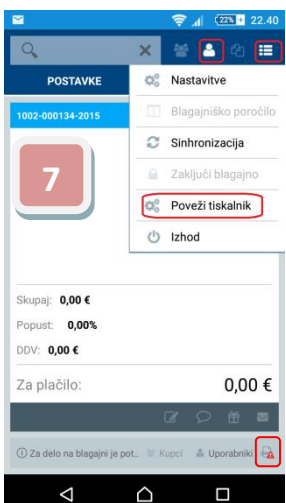 22% 22.40
POSTAVKE
Nastavitve
1002-000134-2015
Blagajniško poročilo
Sinhronizacija
7
Zaključi blagajno
Poveži tiskalnik
Izhod
Skupaj: 0,00 €
Popust: 0,00%
DDV: 0,00 €
Za plačilo: 0,00 €
Za delo na blagajni je pot.. Kupci Uporabniki